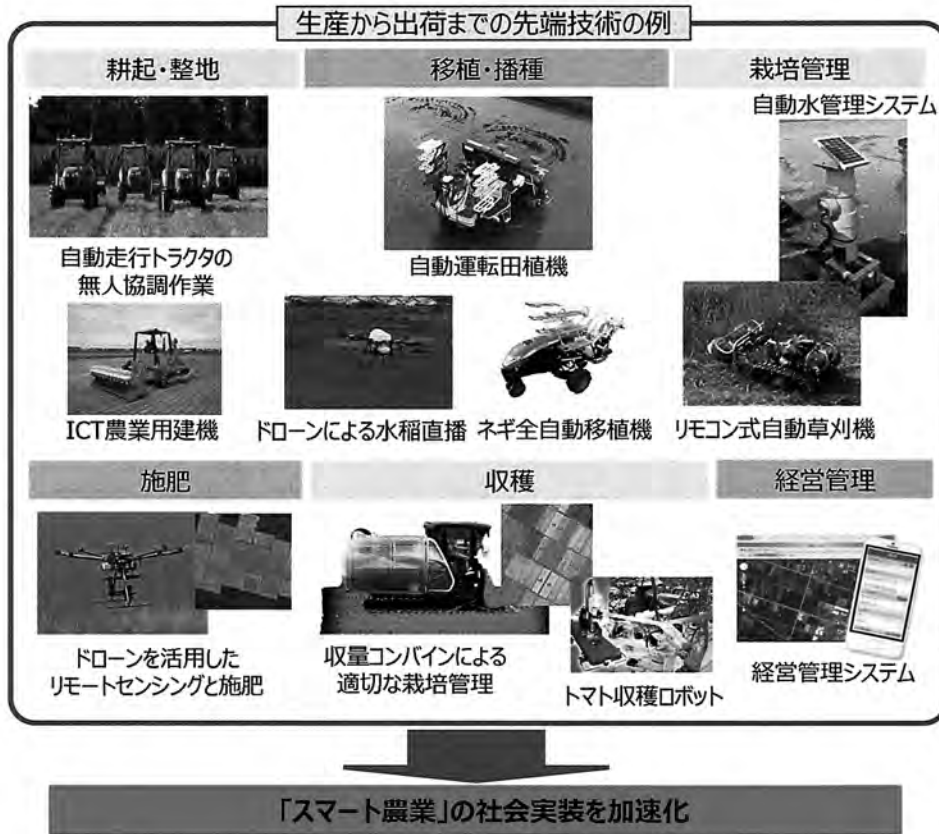 生産から出荷までの先端技術の例
耕起・整地
移植・播種
栽培管理
自動走行トラクタの
無人協調作業
ICT農業用建機
自動運転田植機
ドローンによる水稲直播
ネギ全自動移植機
自動水管理システム
リモコン式自動草刈機
施肥
収穫
経営管理
ドローンを活用した
リモートセンシングと施肥
収量コンバインによる
適切な栽培管理
トマト収穫ロボット
経営管理システム
「スマート農業」の社会実装を加速化